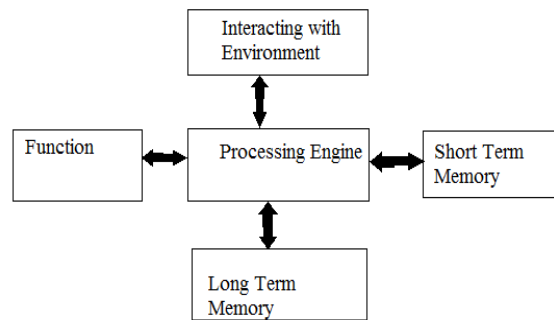 Interacting with
Environment
Function
Processing Engine
Short Term
Memory
Long Term
Memory